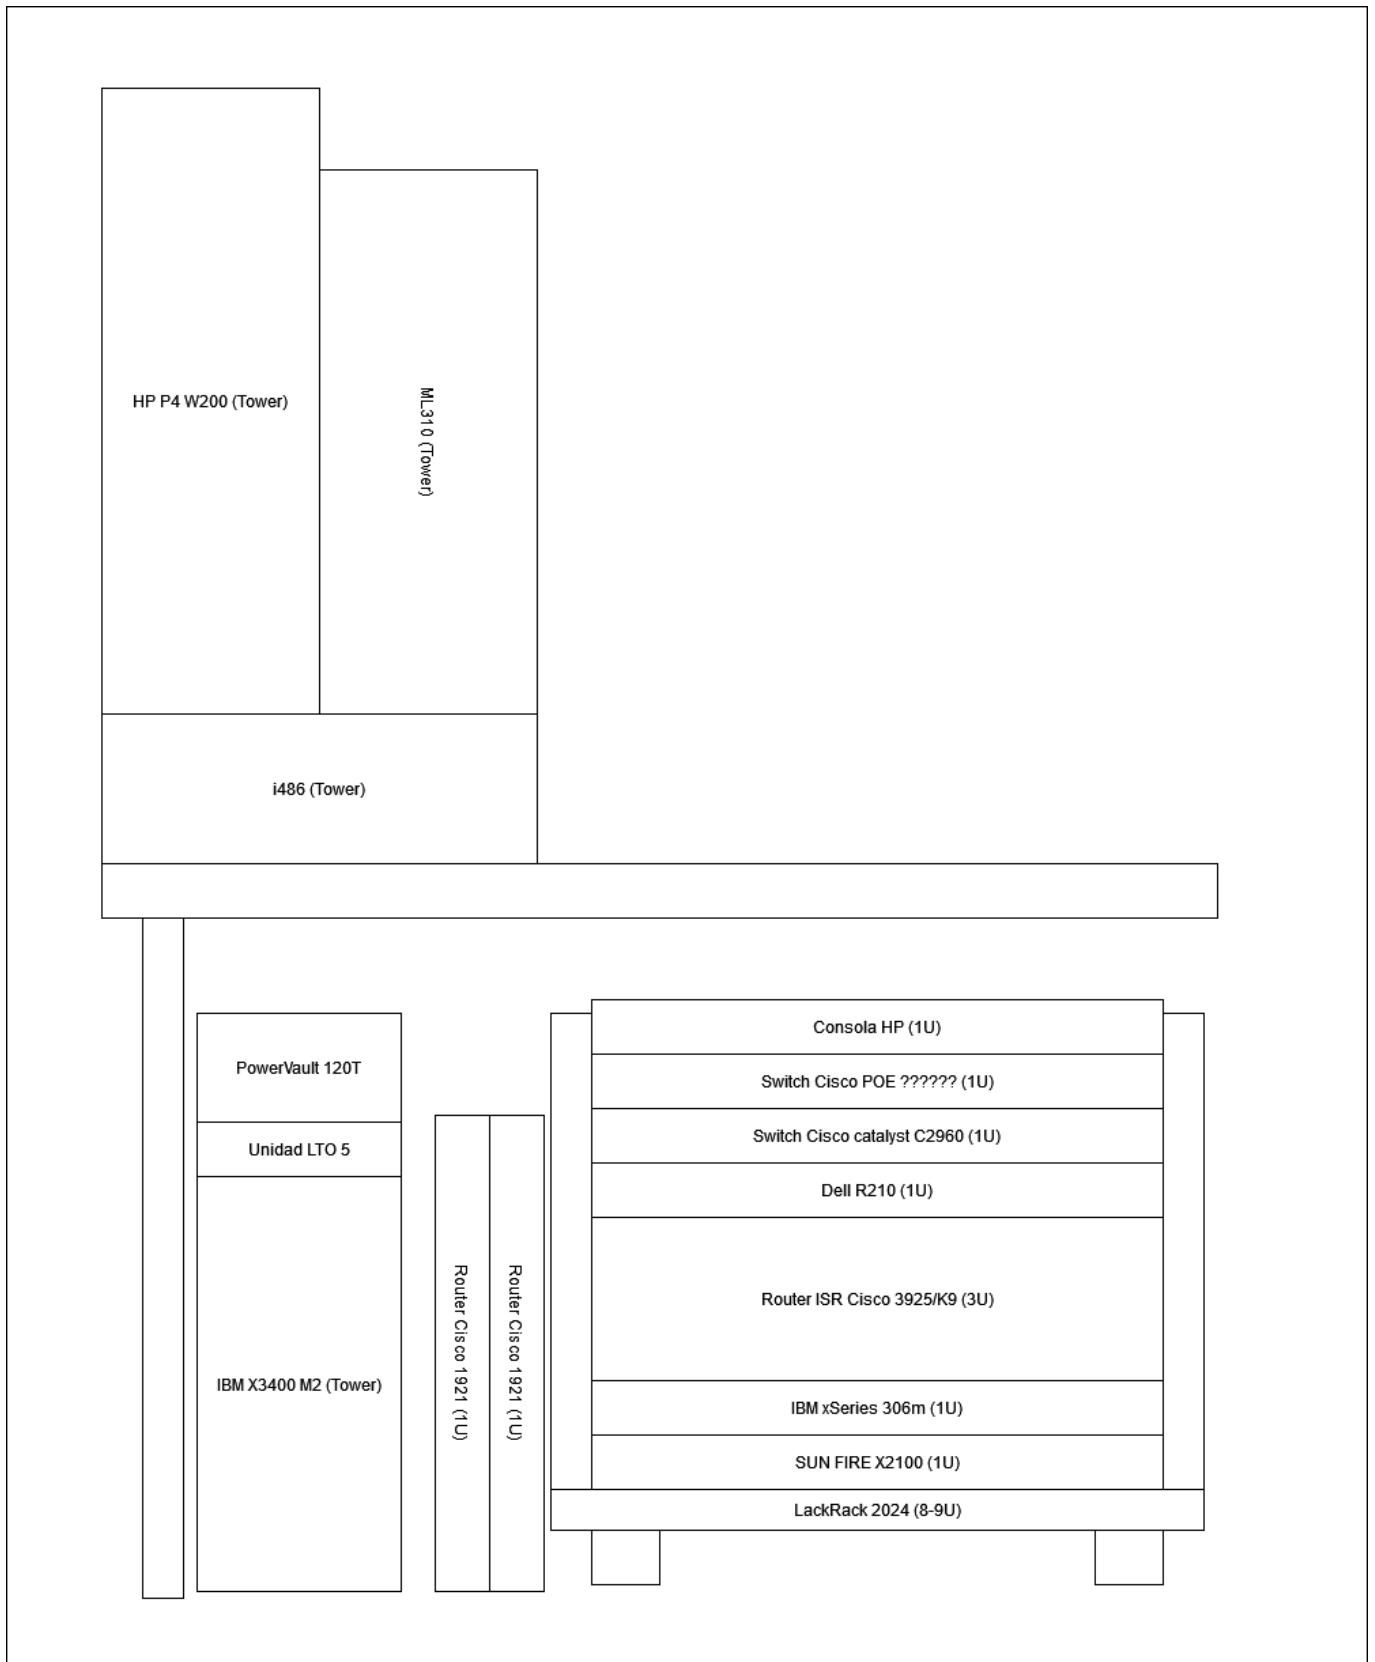 HP P4 W200 (Tower)
ML310 (Tower)
i486 (Tower)
PowerVault 120T
Unidad LTO 5
IBM X3400 M2 (Tower)
Router Cisco 1921 (1U)
Router Cisco 1921 (1U)
Consola HP (1U)
Switch Cisco POE ?????? (1U)
Switch Cisco catalyst C2960 (1U)
Dell R210 (1U)
Router ISR Cisco 3925/K9 (3U)
IBM xSeries 306m (1U)
SUN FIRE X2100 (1U)
LackRack 2024 (8-9U)